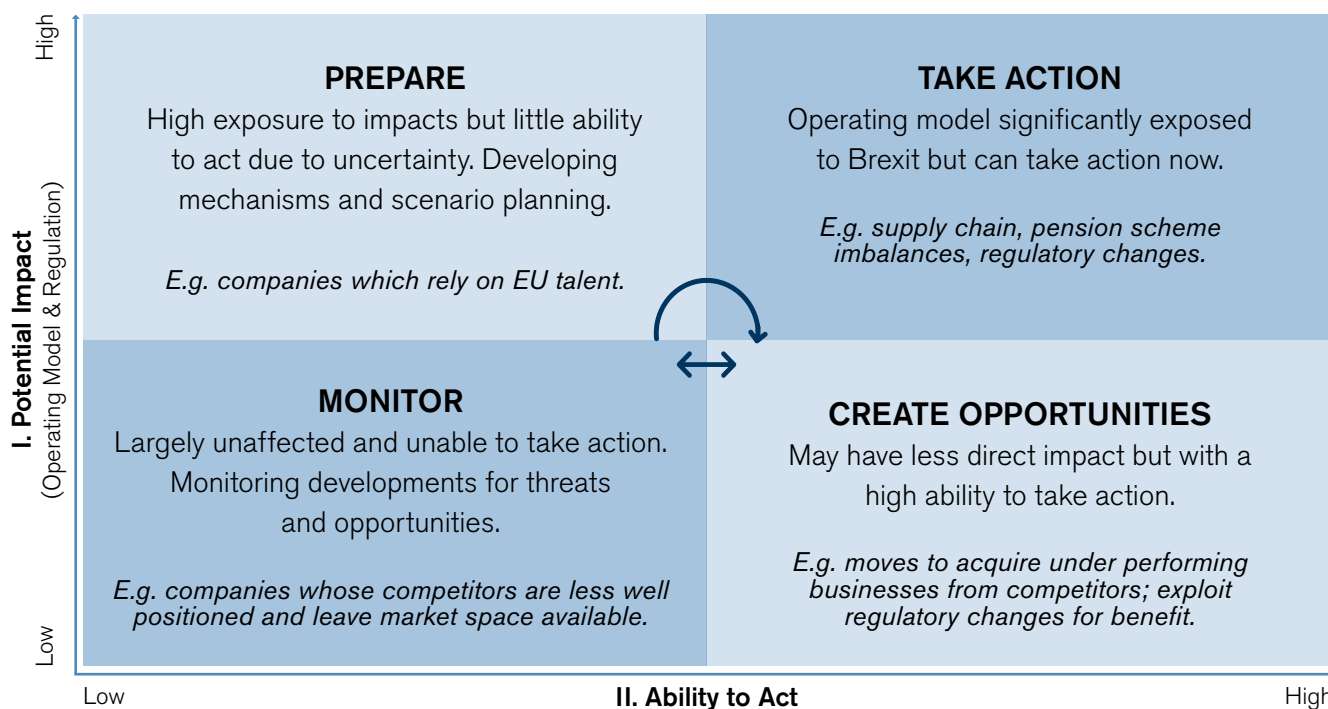 High
I. Potential Impact
(Operating Model & Regulation)
Low
PREPARE
High exposure to impacts but little ability
to act due to uncertainty. Developing
mechanisms and scenario planning.
E.g. companies which rely on EU talent.
TAKE ACTION
Operating model significantly exposed
to Brexit but can take action now.
E.g. supply chain, pension scheme
imbalances, regulatory changes.
MONITOR
Largely unaffected and unable to take action.
Monitoring developments for threats
and opportunities.
E.g. companies whose competitors are less well
positioned and leave market space available.
CREATE OPPORTUNITIES
May have less direct impact but with a
high ability to take action.
E.g. moves to acquire under performing
businesses from competitors; exploit
regulatory changes for benefit.
Low
II. Ability to Act
High